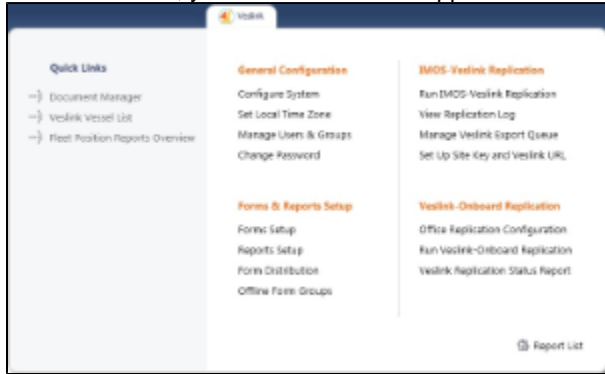 Veslink
Quick Links
Document Manager
Veslink Vessel List
Fleet Position Reports Overview
General Configuration
Configure System
Set Local Time Zone
Manage Users & Groups
Change Password
IMOS-Veslink Replication
Run IMOS-Veslink Replication
View Replication Log
Manage Veslink Export Queue
Set Up Site Key and Veslink URL
Forms & Reports Setup
Forms Setup
Reports Setup
Form Distribution
Offline Form Groups
Veslink-Onboard Replication
Office Replication Configuration
Run Veslink-Onboard Replication
Veslink Replication Status Report
Report List